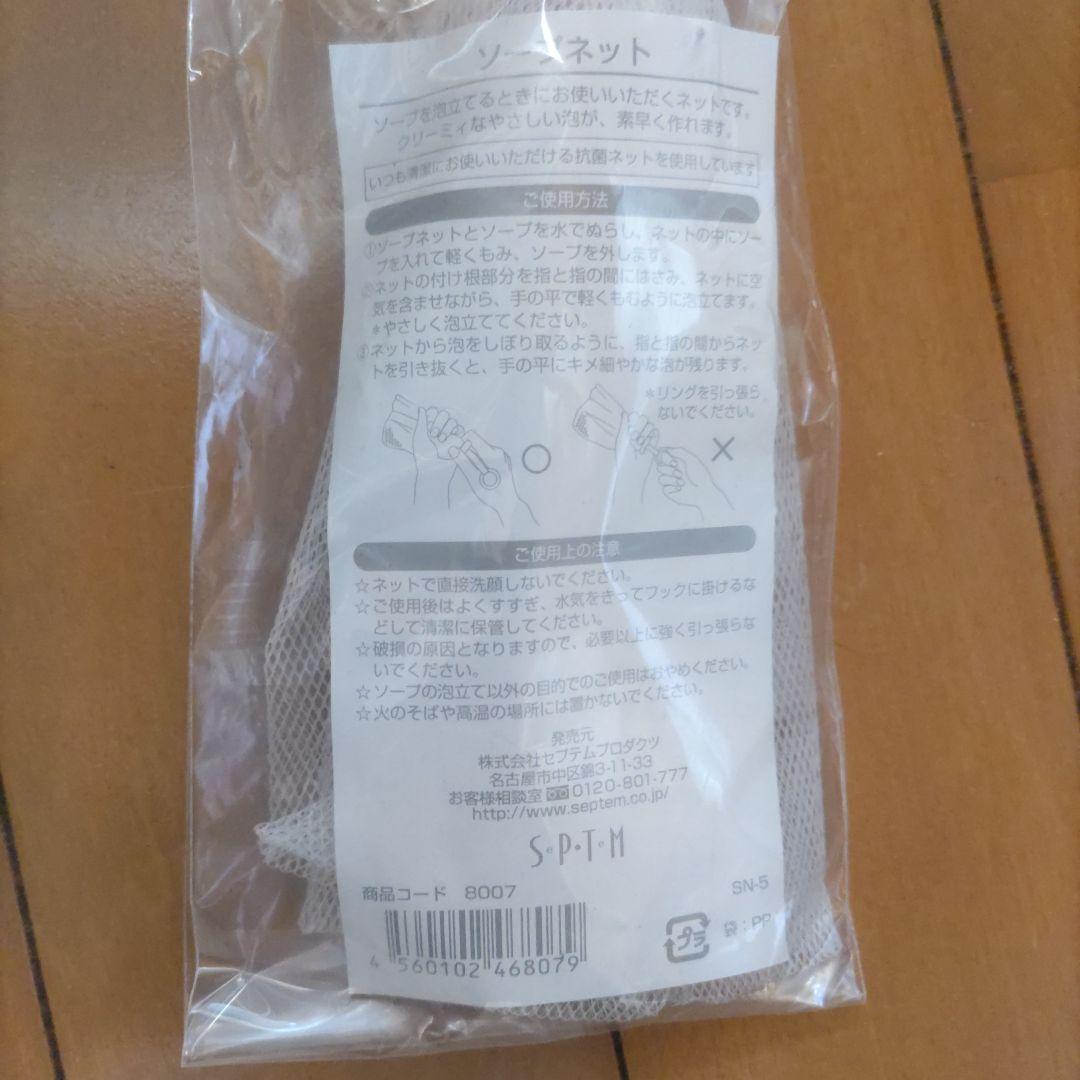 ソープネット
ソープを泡立てるときにお使いいただくネットです。
クリーミィなやさしい泡が、素早く作れます。
いつも清潔にお使いいただける抗菌ネットを使用しています
ご使用方法
①ソープネットとソープを水でぬらし、ネットの中にソー
プを入れて軽くもみ、ソープを外します。
②ネットの付け根部分を指と指の間にはさみ、ネットに空
気を含ませながら、手の平で軽くもむように泡立てます。
*やさしく泡立ててください。
③ネットから泡をしぼり取るように、指と指の間からネッ
トを引き抜くと、手の平にキメ細やかな泡が残ります。
*リングを引っ張ら
ないでください。
○ ×
ご使用上の注意
☆ネットで直接洗顔しないでください。
☆ご使用後はよくすすぎ、水気をきってフックに掛けるな
どして清潔に保管してください。
☆破損の原因となりますので、必要以上に強く引っ張らな
いでください。
☆ソープの泡立て以外の目的でのご使用はおやめください。
☆火のそばや高温の場所には置かないでください。
発売元
株式会社セプテムプロダクツ
名古屋市中区錦3-11-33
お客様相談室 0120-801-777
http://www.septem.co.jp/
SePTeM
商品コード 8007
SN-5
4 560102 468079
プラ
袋:PP